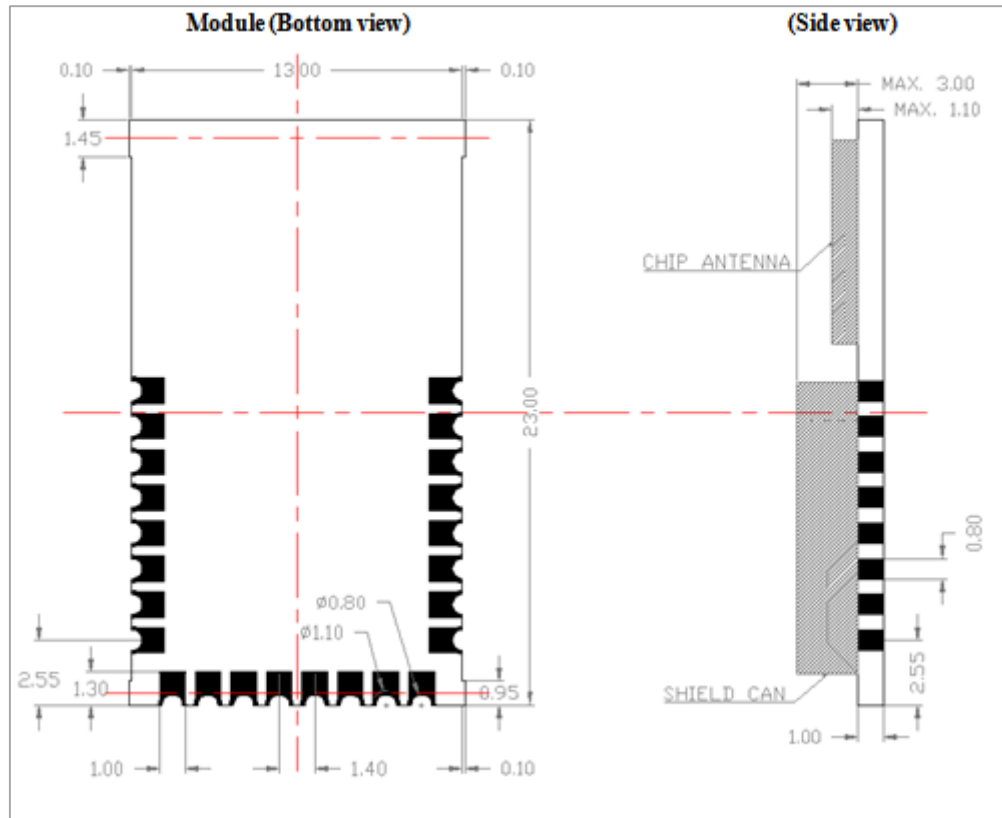 Module (Bottom view)
(Side view)
0.10
13.00
0.10
MAX. 3.00
MAX. 1.10
1.45
CHIP ANTENNA
23.00
0.80
Ø0.80
Ø1.10
2.55
1.30
0.95
2.55
SHIELD CAN
1.00
1.00
1.40
0.10